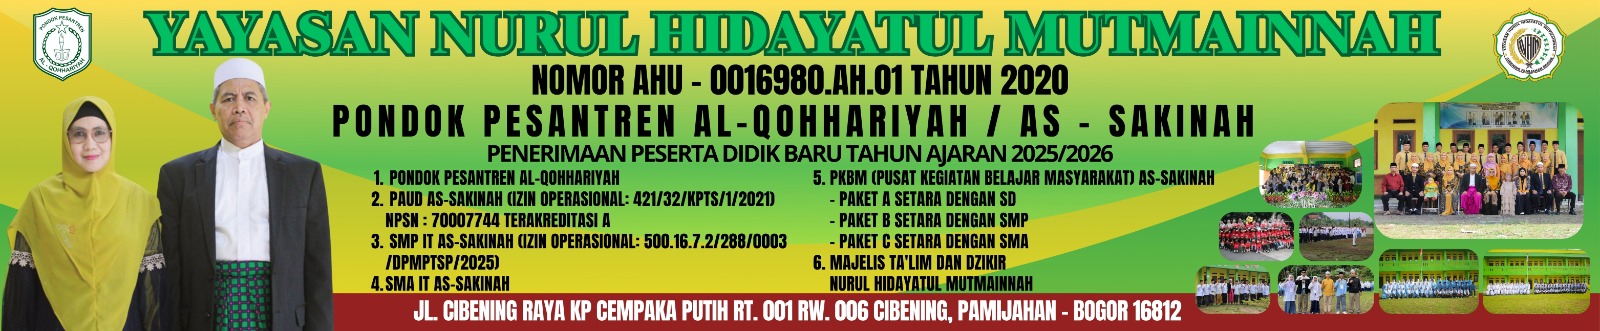 PONDOK PESANTREN
AL - QOHHARIYAH
YAYASAN NURUL HIDAYATUL MUTMAINNAH
NOMOR AHU - 0016980.AH.01 TAHUN 2020
PONDOK PESANTREN AL-QOHHARIYAH / AS - SAKINAH
PENERIMAAN PESERTA DIDIK BARU TAHUN AJARAN 2025/2026
1. PONDOK PESANTREN AL-QOHHARIYAH
2. PAUD AS-SAKINAH (IZIN OPERASIONAL: 421/32/KPTS/1/2021)
NPSN : 70007744 TERAKREDITASI A
3. SMP IT AS-SAKINAH (IZIN OPERASIONAL: 500.16.7.2/288/0003
/DPMPTSP/2025)
4. SMA IT AS-SAKINAH
5. PKBM (PUSAT KEGIATAN BELAJAR MASYARAKAT) AS-SAKINAH
- PAKET A SETARA DENGAN SD
- PAKET B SETARA DENGAN SMP
- PAKET C SETARA DENGAN SMA
6. MAJELIS TA'LIM DAN DZIKIR
NURUL HIDAYATUL MUTMAINNAH
JL. CIBENING RAYA KP CEMPAKA PUTIH RT. 001 RW. 006 CIBENING, PAMIJAHAN - BOGOR 16812